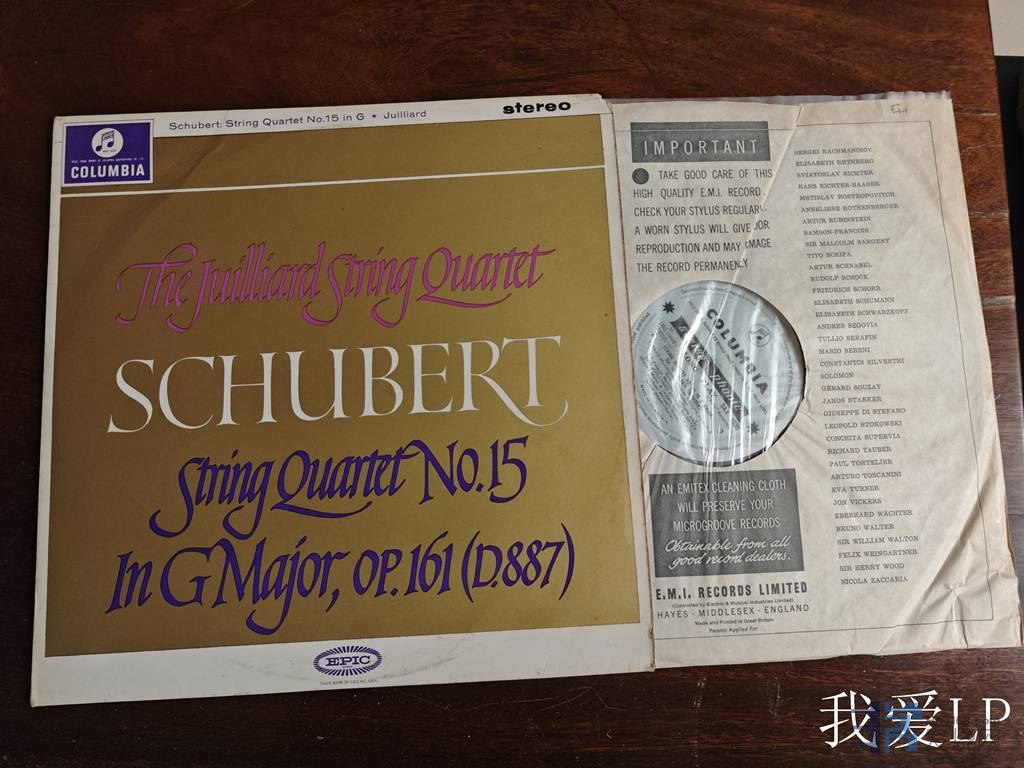 stereo
Schubert: String Quartet No.15 in G • Juilliard
COLUMBIA
The Juilliard String Quartet
SCHUBERT
String Quartet No.15
In G Major, op.161 (D.887)
EPIC
IMPORTANT
TAKE GOOD CARE OF THIS
HIGH QUALITY E.M.I. RECORD.
CHECK YOUR STYLUS
A WORN STYLUS WILL GIVE
REPRODUCTION AND MAY
THE RECORD PERMANENTLY
COLUMBIA
AN EMITEX CLEANING CLOTH
WILL PRESERVE YOUR
MICROGROOVE RECORDS
Obtainable from all
good record dealers.
E.M.I. RECORDS LIMITED
(Controlled by Electric & Musical Industries Limited)
HAYES · MIDDLESEX · ENGLAND
Made and Printed in Great Britain
Patents Applied For
SERGEI RACHMANINOV
ELISABETH RETHBERG
SVIATOSLAV RICHTER
HANS RICHTER-HAASER
MSTISLAV ROSTROPOVITCH
ANNELIESE ROTHENBERGER
ARTUR RUBINSTEIN
SAMSON-FRANÇOIS
SIR MALCOLM SARGENT
TITO SCHIPA
ARTUR SCHNABEL
RUDOLF SCHOCK
FRIEDRICH SCHORR
ELISABETH SCHUMANN
ELISABETH SCHWARZKOPF
ANDRES SEGOVIA
TULLIO SERAFIN
MARIO SERENI
CONSTANTIN SILVESTRI
SOLOMON
GÉRARD SOUZAY
JANOS STARKER
GIUSEPPE DI STEFANO
LEOPOLD STOKOWSKI
CONCHITA SUPERVIA
RICHARD TAUBER
PAUL TORTELIER
ARTURO TOSCANINI
EVA TURNER
JON VICKERS
EBERHARD WÄCHTER
BRUNO WALTER
SIR WILLIAM WALTON
FELIX WEINGARTNER
SIR HENRY WOOD
NICOLA ZACCARIA
我爱LP